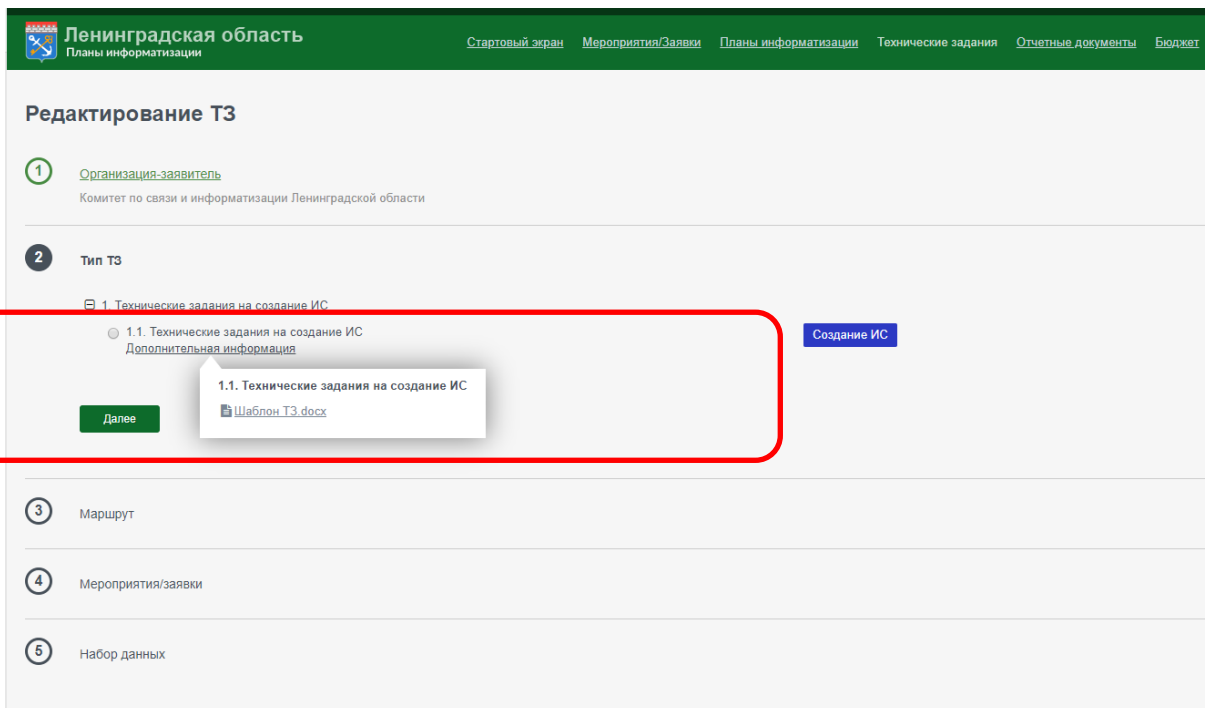 Ленинградская область
Планы информатизации
Стартовый экран Мероприятия/Заявки Планы информатизации Технические задания Отчетные документы Бюджет
Редактирование ТЗ
1 Организация-заявитель
Комитет по связи и информатизации Ленинградской области
2 Тип ТЗ
1. Технические задания на создание ИС
1.1. Технические задания на создание ИС
Дополнительная информация
Создание ИС
1.1. Технические задания на создание ИС
Шаблон ТЗ.docx
Далее
3 Маршрут
4 Мероприятия/заявки
5 Набор данных